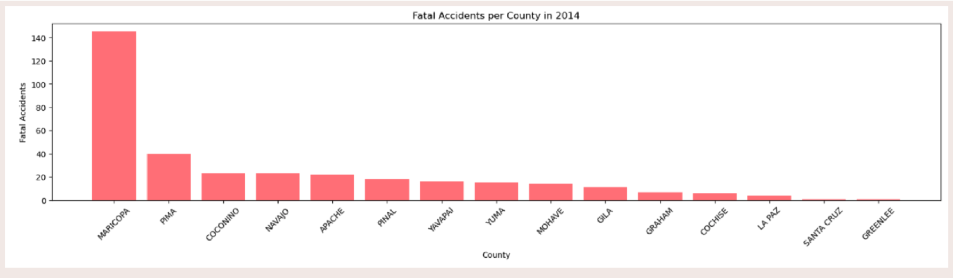 Fatal Accidents per County in 2014
Fatal Accidents
140
120
100
80
60
40
20
0
MARICOPA
PIMA
COCONINO
NAVAJO
APACHE
PINAL
YAVAPAI
YUMA
MOHAVE
GILA
GRAHAM
COCHISE
LA PAZ
SANTA CRUZ
GREENLEE
County